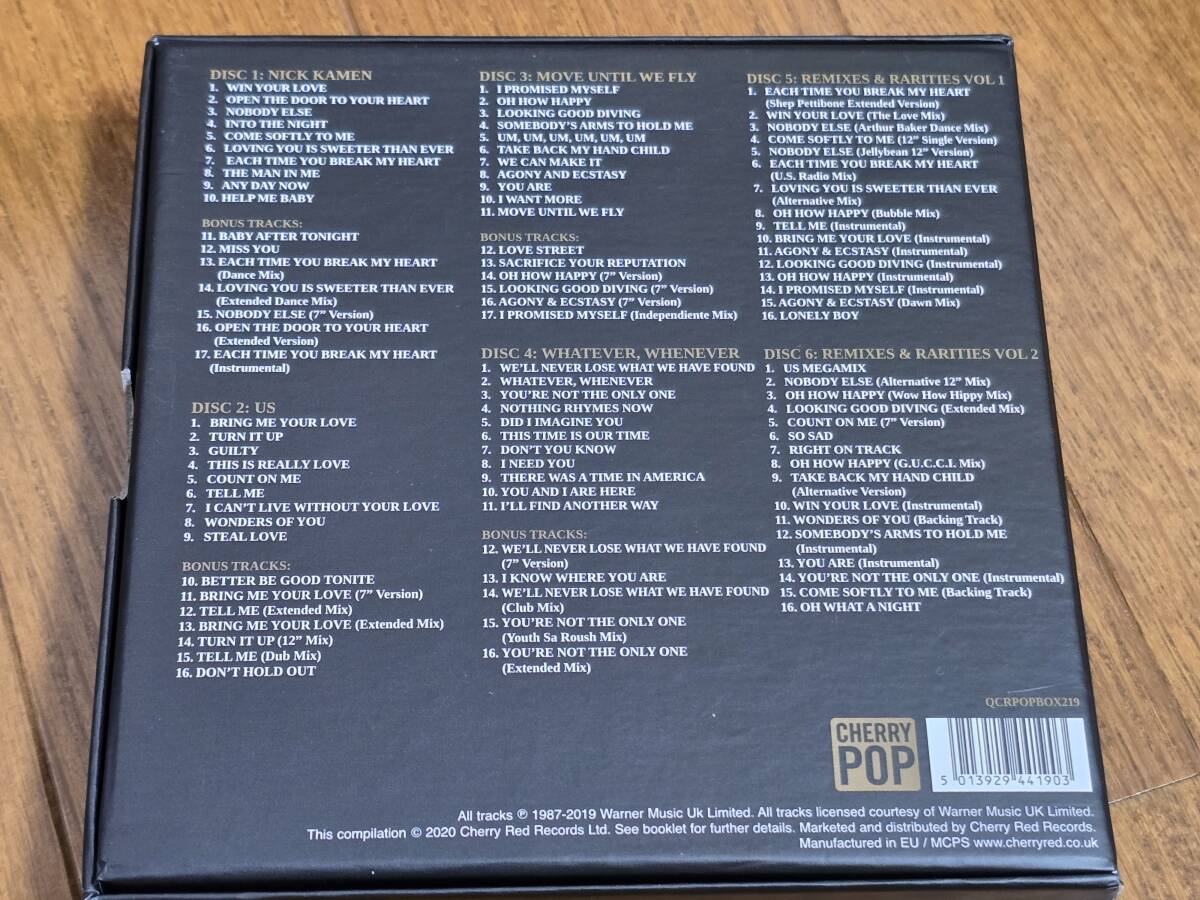 DISC 1: NICK KAMEN
1. WIN YOUR LOVE
2. OPEN THE DOOR TO YOUR HEART
3. NOBODY ELSE
4. INTO THE NIGHT
5. COME SOFTLY TO ME
6. LOVING YOU IS SWEETER THAN EVER
7. EACH TIME YOU BREAK MY HEART
8. THE MAN IN ME
9. ANY DAY NOW
10. HELP ME BABY
BONUS TRACKS:
11. BABY AFTER TONIGHT
12. MISS YOU
13. EACH TIME YOU BREAK MY HEART
(Dance Mix)
14. LOVING YOU IS SWEETER THAN EVER
(Extended Dance Mix)
15. NOBODY ELSE (7” Version)
16. OPEN THE DOOR TO YOUR HEART
(Extended Version)
17. EACH TIME YOU BREAK MY HEART
(Instrumental)
DISC 2: US
1. BRING ME YOUR LOVE
2. TURN IT UP
3. GUILTY
4. THIS IS REALLY LOVE
5. COUNT ON ME
6. TELL ME
7. I CAN’T LIVE WITHOUT YOUR LOVE
8. WONDERS OF YOU
9. STEAL LOVE
BONUS TRACKS:
10. BETTER BE GOOD TONITE
11. BRING ME YOUR LOVE (7” Version)
12. TELL ME (Extended Mix)
13. BRING ME YOUR LOVE (Extended Mix)
14. TURN IT UP (12” Mix)
15. TELL ME (Dub Mix)
16. DON’T HOLD OUT
DISC 3: MOVE UNTIL WE FLY
1. I PROMISED MYSELF
2. OH HOW HAPPY
3. LOOKING GOOD DIVING
4. SOMEBODY’S ARMS TO HOLD ME
5. UM, UM, UM, UM, UM, UM
6. TAKE BACK MY HAND CHILD
7. WE CAN MAKE IT
8. AGONY AND ECSTASY
9. YOU ARE
10. I WANT MORE
11. MOVE UNTIL WE FLY
BONUS TRACKS:
12. LOVE STREET
13. SACRIFICE YOUR REPUTATION
14. OH HOW HAPPY (7” Version)
15. LOOKING GOOD DIVING (7” Version)
16. AGONY & ECSTASY (7” Version)
17. I PROMISED MYSELF (Independiente Mix)
DISC 4: WHATEVER, WHENEVER
1. WE’LL NEVER LOSE WHAT WE HAVE FOUND
2. WHATEVER, WHENEVER
3. YOU’RE NOT THE ONLY ONE
4. NOTHING RHYMES NOW
5. DID I IMAGINE YOU
6. THIS TIME IS OUR TIME
7. DON’T YOU KNOW
8. I NEED YOU
9. THERE WAS A TIME IN AMERICA
10. YOU AND I ARE HERE
11. I’LL FIND ANOTHER WAY
BONUS TRACKS:
12. WE’LL NEVER LOSE WHAT WE HAVE FOUND
(7” Version)
13. I KNOW WHERE YOU ARE
14. WE’LL NEVER LOSE WHAT WE HAVE FOUND
(Club Mix)
15. YOU’RE NOT THE ONLY ONE
(Youth Sa Roush Mix)
16. YOU’RE NOT THE ONLY ONE
(Extended Mix)
DISC 5: REMIXES & RARITIES VOL 1
1. EACH TIME YOU BREAK MY HEART
(Shep Pettibone Extended Version)
2. WIN YOUR LOVE (The Love Mix)
3. NOBODY ELSE (Arthur Baker Dance Mix)
4. COME SOFTLY TO ME (12” Single Version)
5. NOBODY ELSE (Jellybean 12” Version)
6. EACH TIME YOU BREAK MY HEART
(U.S. Radio Mix)
7. LOVING YOU IS SWEETER THAN EVER
(Alternative Mix)
8. OH HOW HAPPY (Bubble Mix)
9. TELL ME (Instrumental)
10. BRING ME YOUR LOVE (Instrumental)
11. AGONY & ECSTASY (Instrumental)
12. LOOKING GOOD DIVING (Instrumental)
13. OH HOW HAPPY (Instrumental)
14. I PROMISED MYSELF (Instrumental)
15. AGONY & ECSTASY (Dawn Mix)
16. LONELY BOY
DISC 6: REMIXES & RARITIES VOL 2
1. US MEGAMIX
2. NOBODY ELSE (Alternative 12” Mix)
3. OH HOW HAPPY (Wow How Hippy Mix)
4. LOOKING GOOD DIVING (Extended Mix)
5. COUNT ON ME (7” Version)
6. SO SAD
7. RIGHT ON TRACK
8. OH HOW HAPPY (G.U.C.C.I. Mix)
9. TAKE BACK MY HAND CHILD
(Alternative Version)
10. WIN YOUR LOVE (Instrumental)
11. WONDERS OF YOU (Backing Track)
12. SOMEBODY’S ARMS TO HOLD ME
(Instrumental)
13. YOU ARE (Instrumental)
14. YOU’RE NOT THE ONLY ONE (Instrumental)
15. COME SOFTLY TO ME (Backing Track)
16. OH WHAT A NIGHT
QCRPOPBOX219
CHERRY
POP
5 013929 441903
All tracks ℗ 1987-2019 Warner Music Uk Limited. All tracks licensed courtesy of Warner Music UK Limited.
This compilation © 2020 Cherry Red Records Ltd. See booklet for further details. Marketed and distributed by Cherry Red Records.
Manufactured in EU / MCPS www.cherryred.co.uk